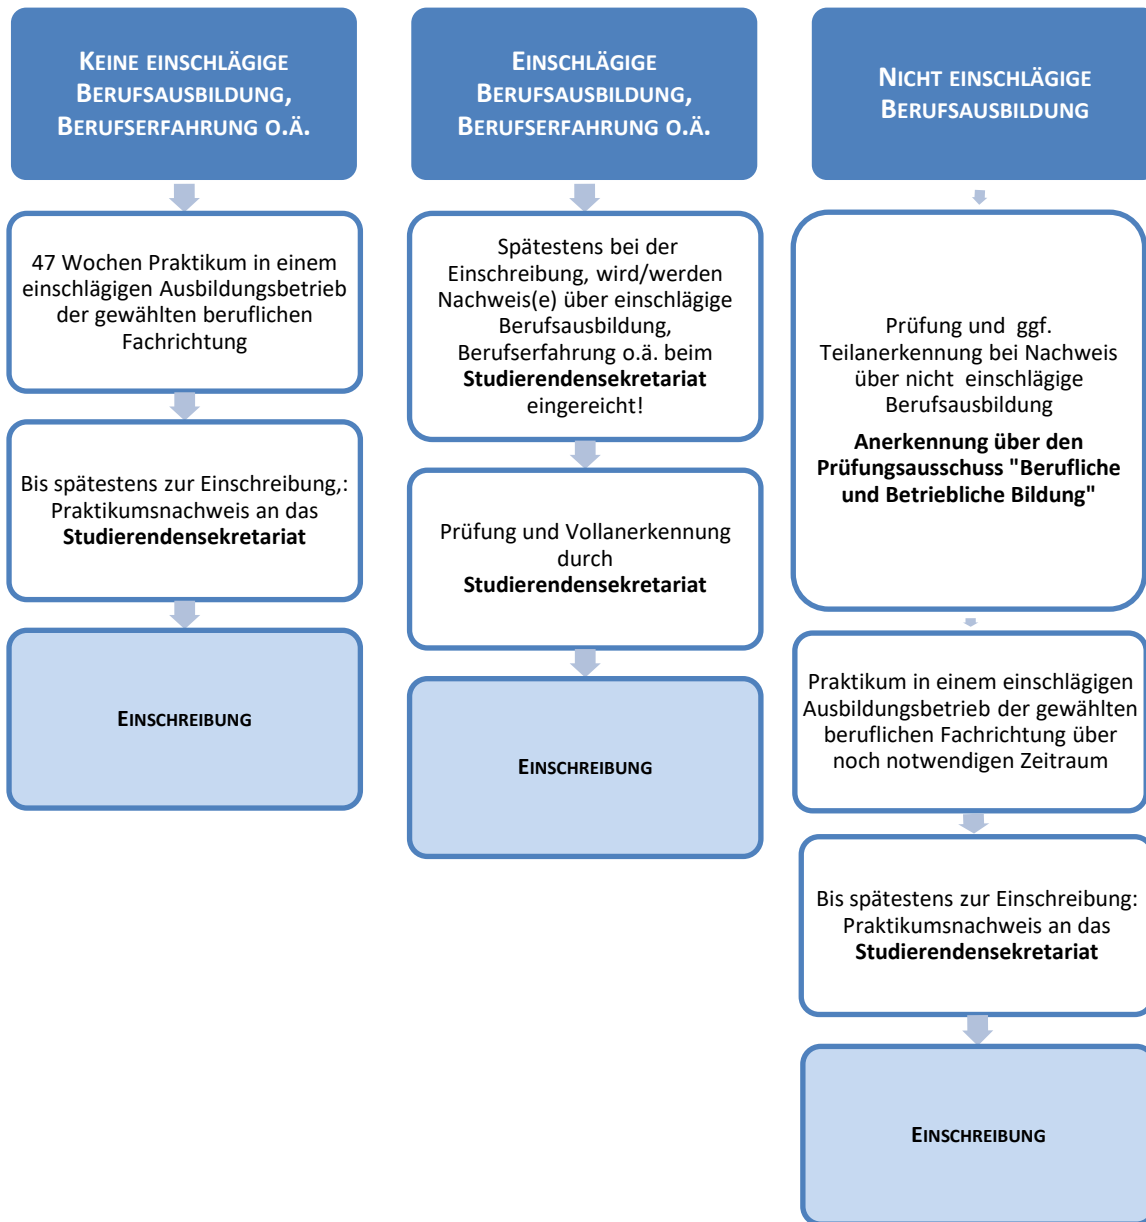 KEINE EINSCHLÄGIGE
BERUFSAUSBILDUNG,
BERUFSERFAHRUNG O.Ä.
47 Wochen Praktikum in einem
einschlägigen Ausbildungsbetrieb
der gewählten beruflichen
Fachrichtung
Bis spätestens zur Einschreibung,:
Praktikumsnachweis an das
Studierendensekretariat
EINSCHREIBUNG
EINSCHLÄGIGE
BERUFSAUSBILDUNG,
BERUFSERFAHRUNG O.Ä.
Spätestens bei der
Einschreibung, wird/werden
Nachweis(e) über einschlägige
Berufsausbildung,
Berufserfahrung o.ä. beim
Studierendensekretariat
eingereicht!
Prüfung und Vollanerkennung
durch
Studierendensekretariat
EINSCHREIBUNG
NICHT EINSCHLÄGIGE
BERUFSAUSBILDUNG
Prüfung und ggf.
Teilanerkennung bei Nachweis
über nicht einschlägige
Berufsausbildung
Anerkennung über den
Prüfungsausschuss "Berufliche
und Betriebliche Bildung"
Praktikum in einem einschlägigen
Ausbildungsbetrieb der gewählten
beruflichen Fachrichtung über
noch notwendigen Zeitraum
Bis spätestens zur Einschreibung:
Praktikumsnachweis an das
Studierendensekretariat
EINSCHREIBUNG